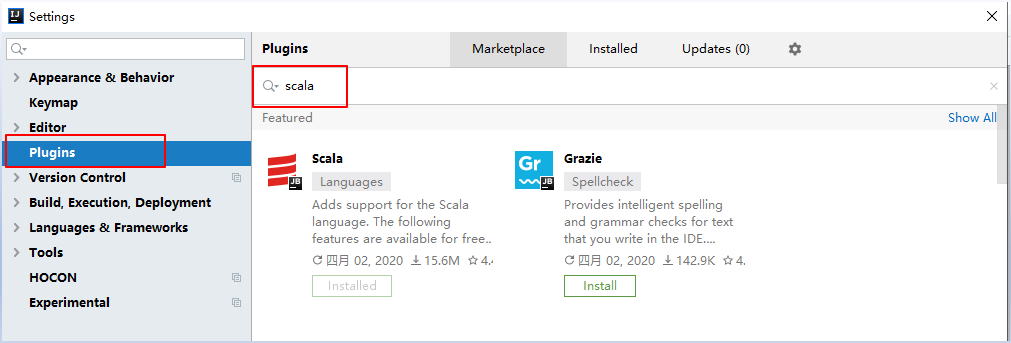 IJ Settings
Plugins Marketplace Installed Updates (0)
Appearance & Behavior
Keymap
Editor
Plugins
Version Control
Build, Execution, Deployment
Languages & Frameworks
Tools
HOCON
Experimental
scala
Featured Show All
Scala
Languages
Adds support for the Scala
language. The following
features are available for free..
四月 02, 2020 15.6M 4.
Installed
JB
Gr
JB
Grazie
Spellcheck
Provides intelligent spelling
and grammar checks for text
that you write in the IDE....
四月 02, 2020 142.9K 4.
Install